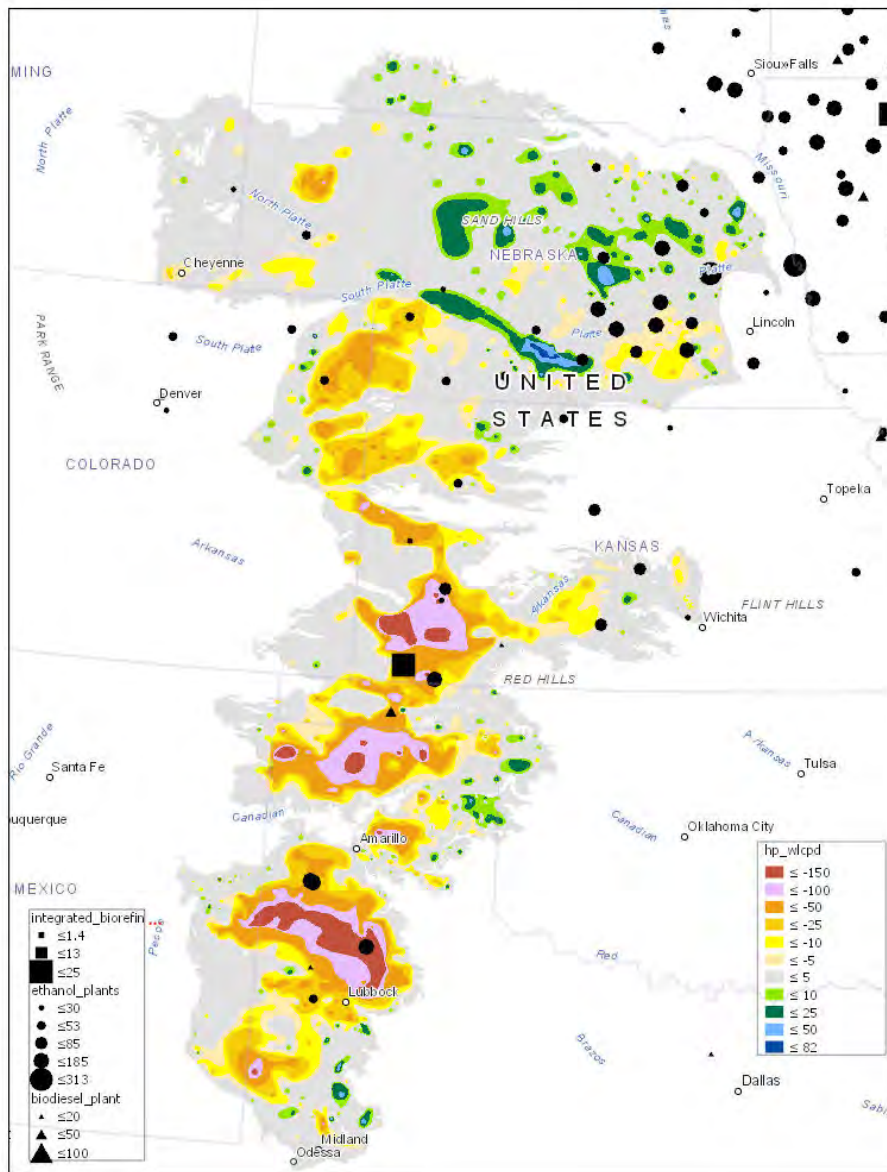 Sioux Falls
MING
North Platte
Missouri
North Platte
SAND HILLS
NEBRASKA
Cheyenne
Platte
South Platte
PARK RANGE
South Platte
Platte
Lincoln
UNITED
Denver
STATES
COLORADO
Topeka
Arkansas
KANSAS
Arkansas
FLINT HILLS
Wichita
RED HILLS
Rio Grande
Arkansas
Santa Fe
Tulsa
Canadian
Canadian
buquerque
Oklahoma City
Amarillo
MEXICO
Pecos
Red
Lubbock
Brazos
Dallas
Sabi
Midland
Odessa
hp_wlcpd
≤ -150
≤ -100
≤ -50
≤ -25
≤ -10
≤ -5
≤ 5
≤ 10
≤ 25
≤ 50
≤ 82
integrated_biorefin...
≤1.4
≤13
≤25
ethanol_plants
≤30
≤53
≤85
≤185
≤313
biodiesel_plant
≤20
≤50
≤100